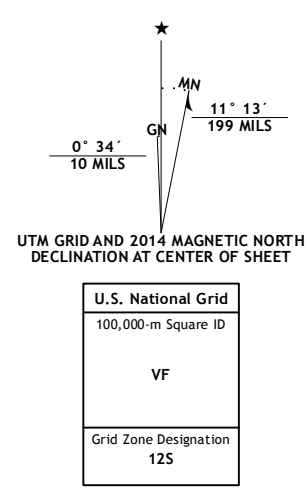 MN
11° 13´
199 MILS
GN
0° 34´
10 MILS
UTM GRID AND 2014 MAGNETIC NORTH
DECLINATION AT CENTER OF SHEET
U.S. National Grid
100,000-m Square ID
VF
Grid Zone Designation
12S